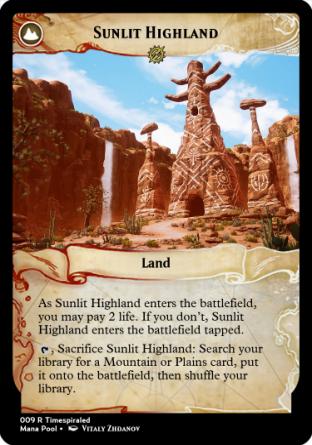 SUNLIT HIGHLAND
Land
As Sunlit Highland enters the battlefield,
you may pay 2 life. If you don't, Sunlit
Highland enters the battlefield tapped.
, Sacrifice Sunlit Highland: Search your
library for a Mountain or Plains card, put
it onto the battlefield, then shuffle your
library.
009 R Timespiraled
Mana Pool • VITALY ZHDANOV